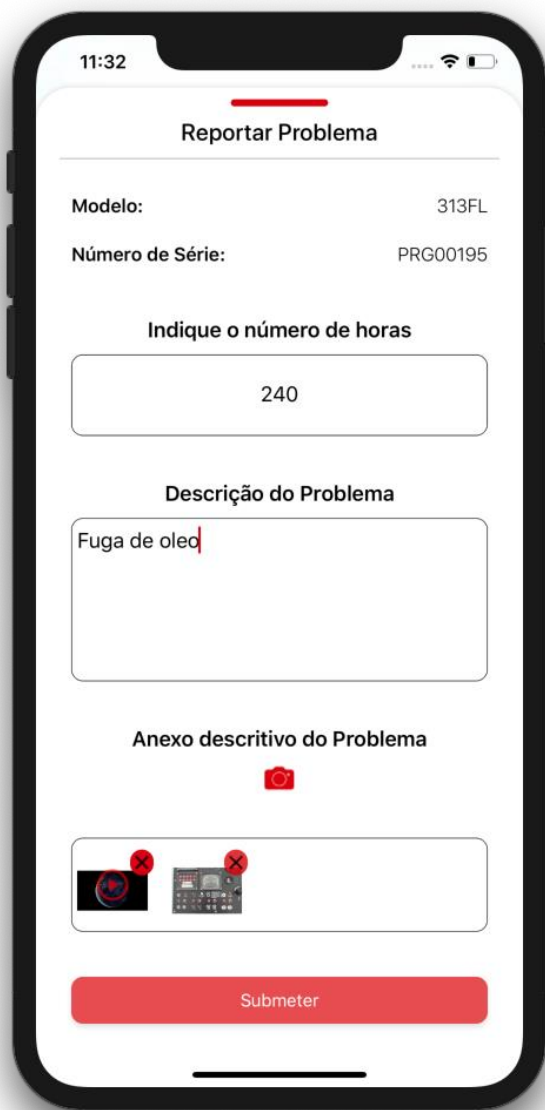 11:32
Reportar Problema
Modelo: 313FL
Número de Série: PRG00195
Indique o número de horas
240
Descrição do Problema
Fuga de oleo
Anexo descritivo do Problema
Submeter